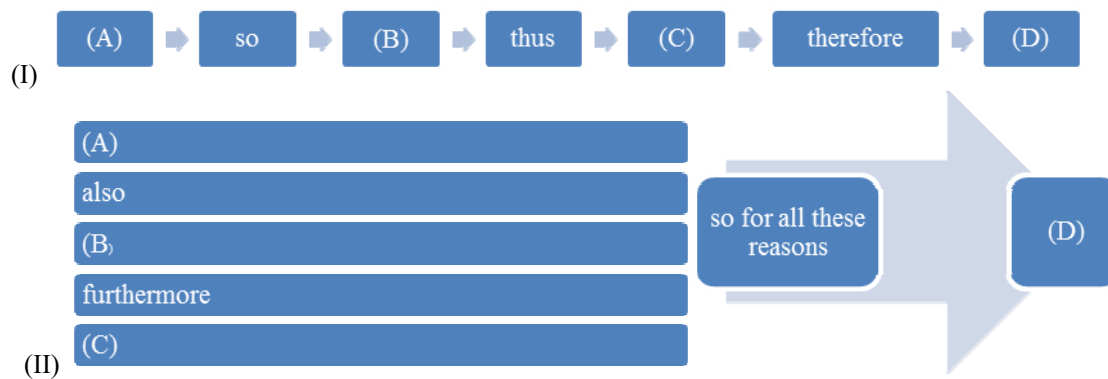 (A) so (B) thus (C) therefore (D)
(I)
(A)
also
(B)
furthermore
(C)
so for all these
reasons
(D)
(II)